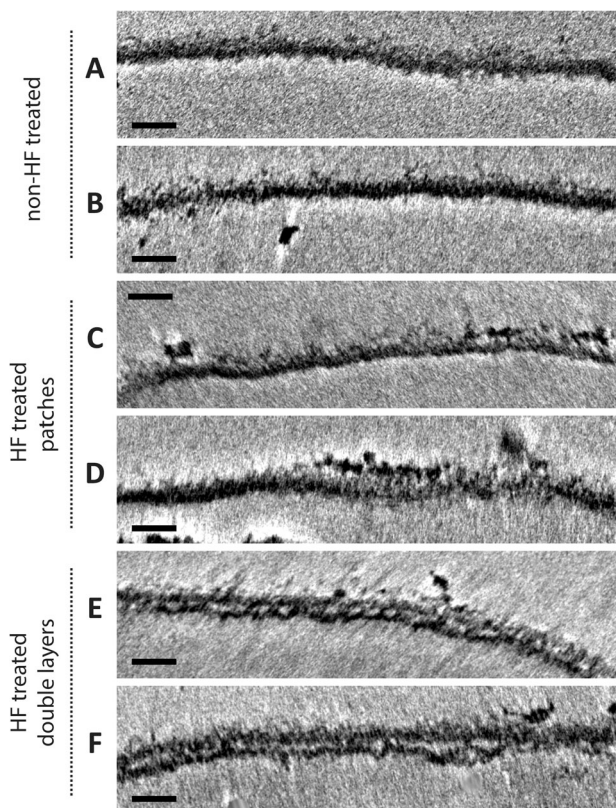 non-HF treated
A
B
HF treated
patches
C
D
HF treated
double layers
E
F